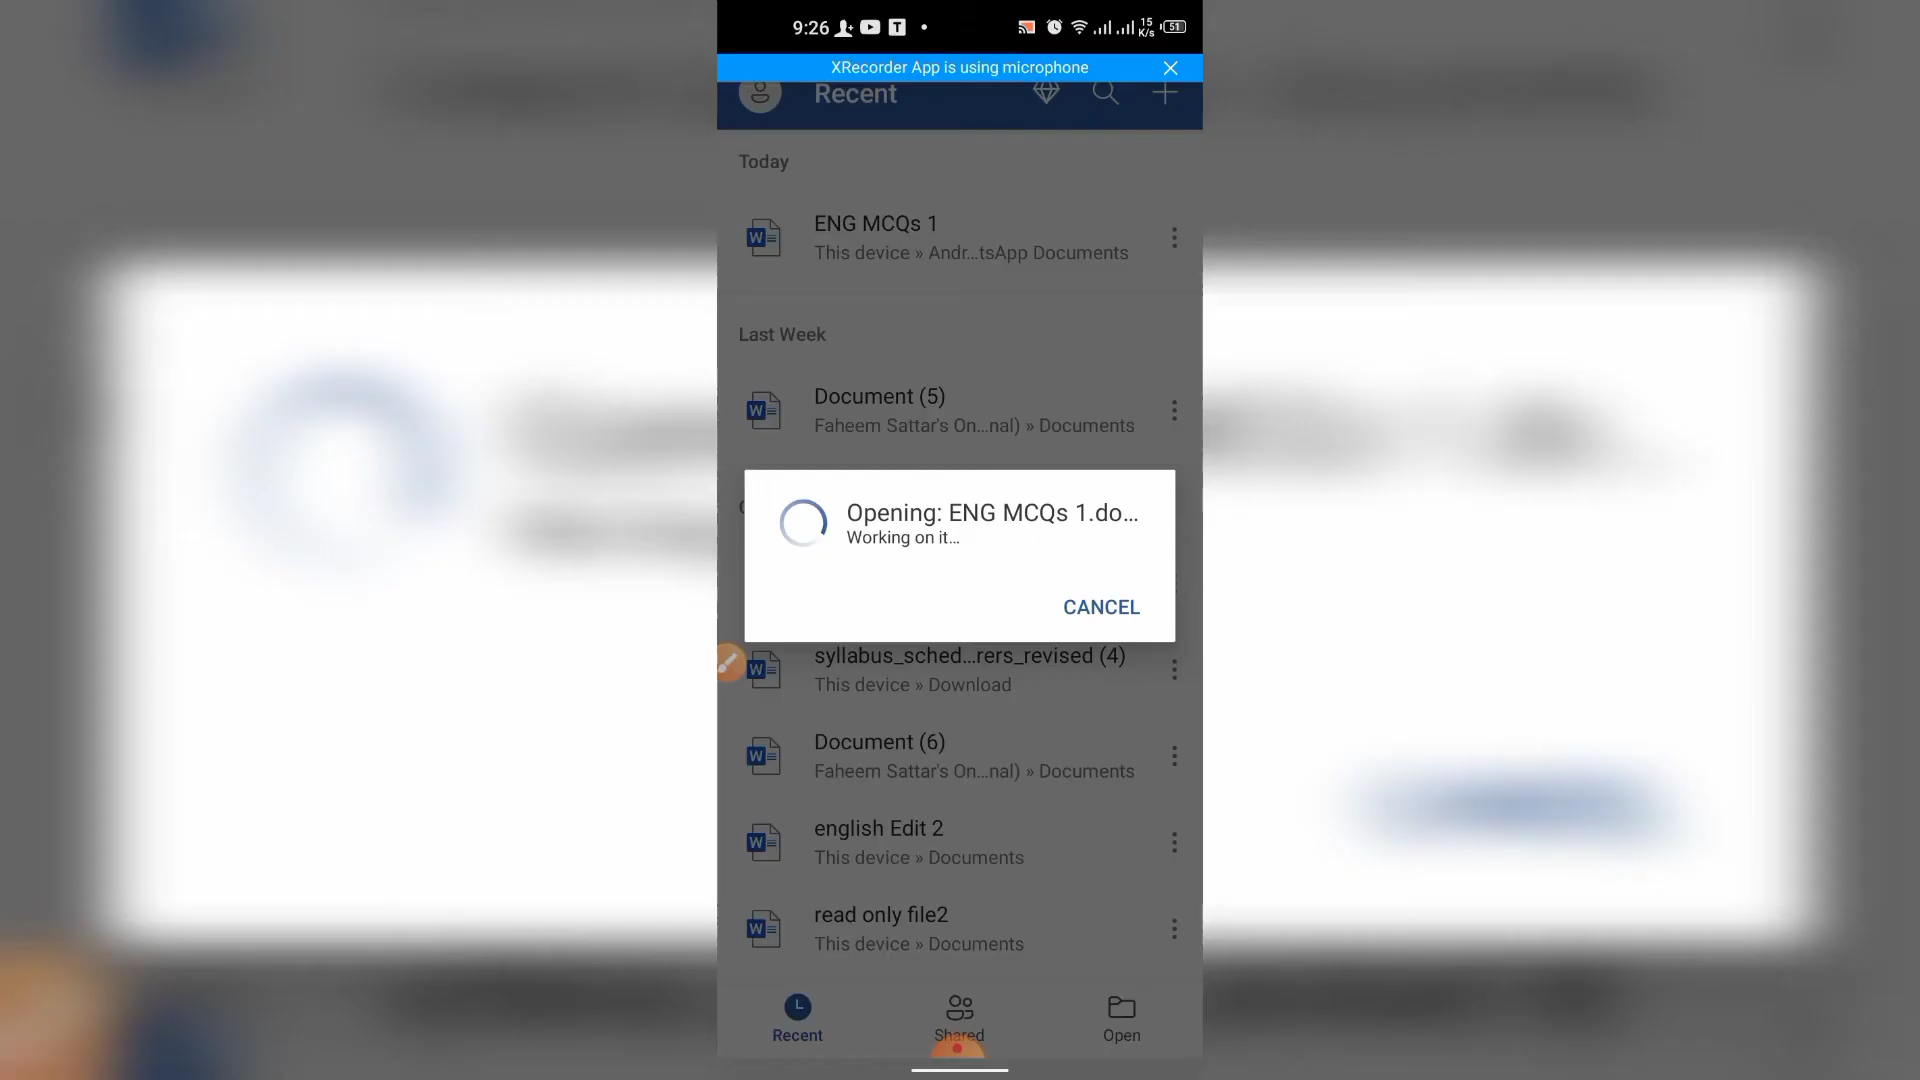 9:26
15
K/s
51
XRecorder App is using microphone
Recent
Today
ENG MCQs 1
This device » Andr...tsApp Documents
Last Week
Document (5)
Faheem Sattar's On...nal) » Documents
Opening: ENG MCQs 1.do...
Working on it...
CANCEL
syllabus_sched...rers_revised (4)
This device » Download
Document (6)
Faheem Sattar's On...nal) » Documents
english Edit 2
This device » Documents
read only file2
This device » Documents
Recent
Shared
Open